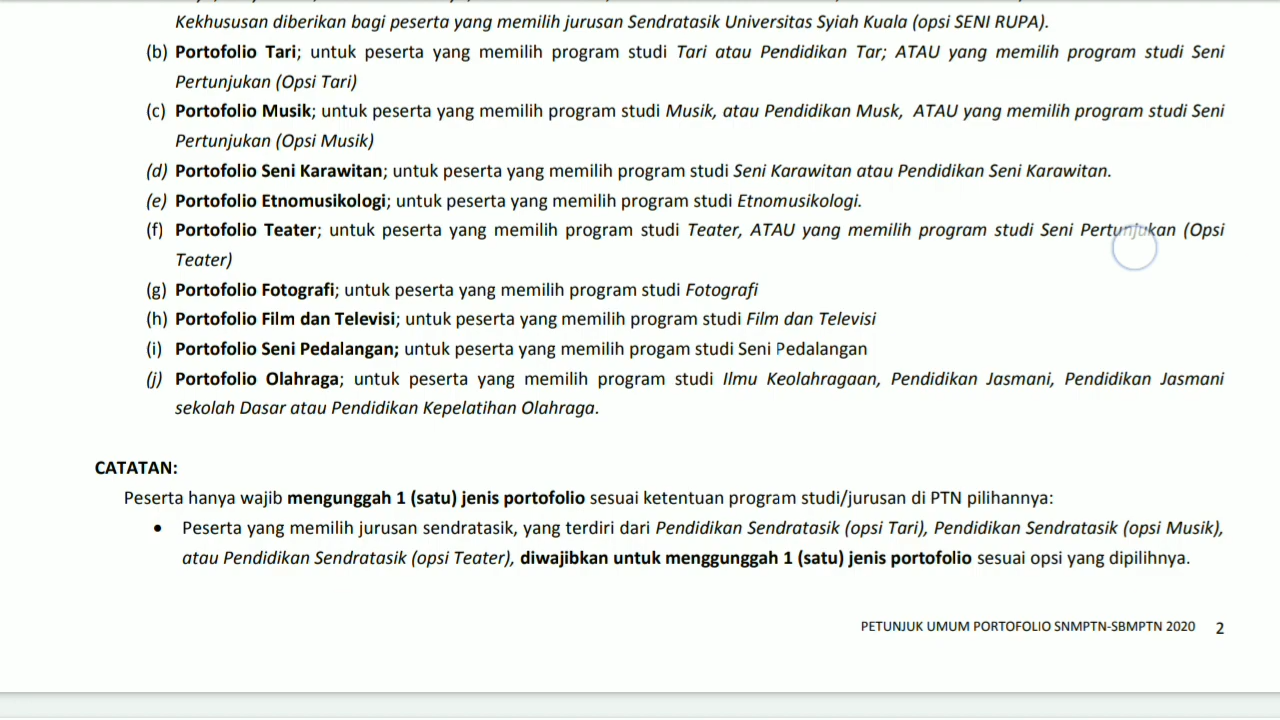 Kekhususan diberikan bagi peserta yang memilih jurusan Sendratasik Universitas Syiah Kuala (opsi SENI RUPA).
(b) Portofolio Tari; untuk peserta yang memilih program studi Tari atau Pendidikan Tar; ATAU yang memilih program studi Seni
Pertunjukan (Opsi Tari)
(c) Portofolio Musik; untuk peserta yang memilih program studi Musik, atau Pendidikan Musk, ATAU yang memilih program studi Seni
Pertunjukan (Opsi Musik)
(d) Portofolio Seni Karawitan; untuk peserta yang memilih program studi Seni Karawitan atau Pendidikan Seni Karawitan.
(e) Portofolio Etnomusikologi; untuk peserta yang memilih program studi Etnomusikologi.
(f) Portofolio Teater; untuk peserta yang memilih program studi Teater, ATAU yang memilih program studi Seni Pertunjukan (Opsi
Teater)
(g) Portofolio Fotografi; untuk peserta yang memilih program studi Fotografi
(h) Portofolio Film dan Televisi; untuk peserta yang memilih program studi Film dan Televisi
(i) Portofolio Seni Pedalangan; untuk peserta yang memilih progam studi Seni Pedalangan
(j) Portofolio Olahraga; untuk peserta yang memilih program studi Ilmu Keolahragaan, Pendidikan Jasmani, Pendidikan Jasmani
sekolah Dasar atau Pendidikan Kepelatihan Olahraga.
CATATAN:
Peserta hanya wajib mengunggah 1 (satu) jenis portofolio sesuai ketentuan program studi/jurusan di PTN pilihannya:
• Peserta yang memilih jurusan sendratasik, yang terdiri dari Pendidikan Sendratasik (opsi Tari), Pendidikan Sendratasik (opsi Musik),
atau Pendidikan Sendratasik (opsi Teater), diwajibkan untuk menggunggah 1 (satu) jenis portofolio sesuai opsi yang dipilihnya.
PETUNJUK UMUM PORTOFOLIO SNMPTN-SBMPTN 2020 2